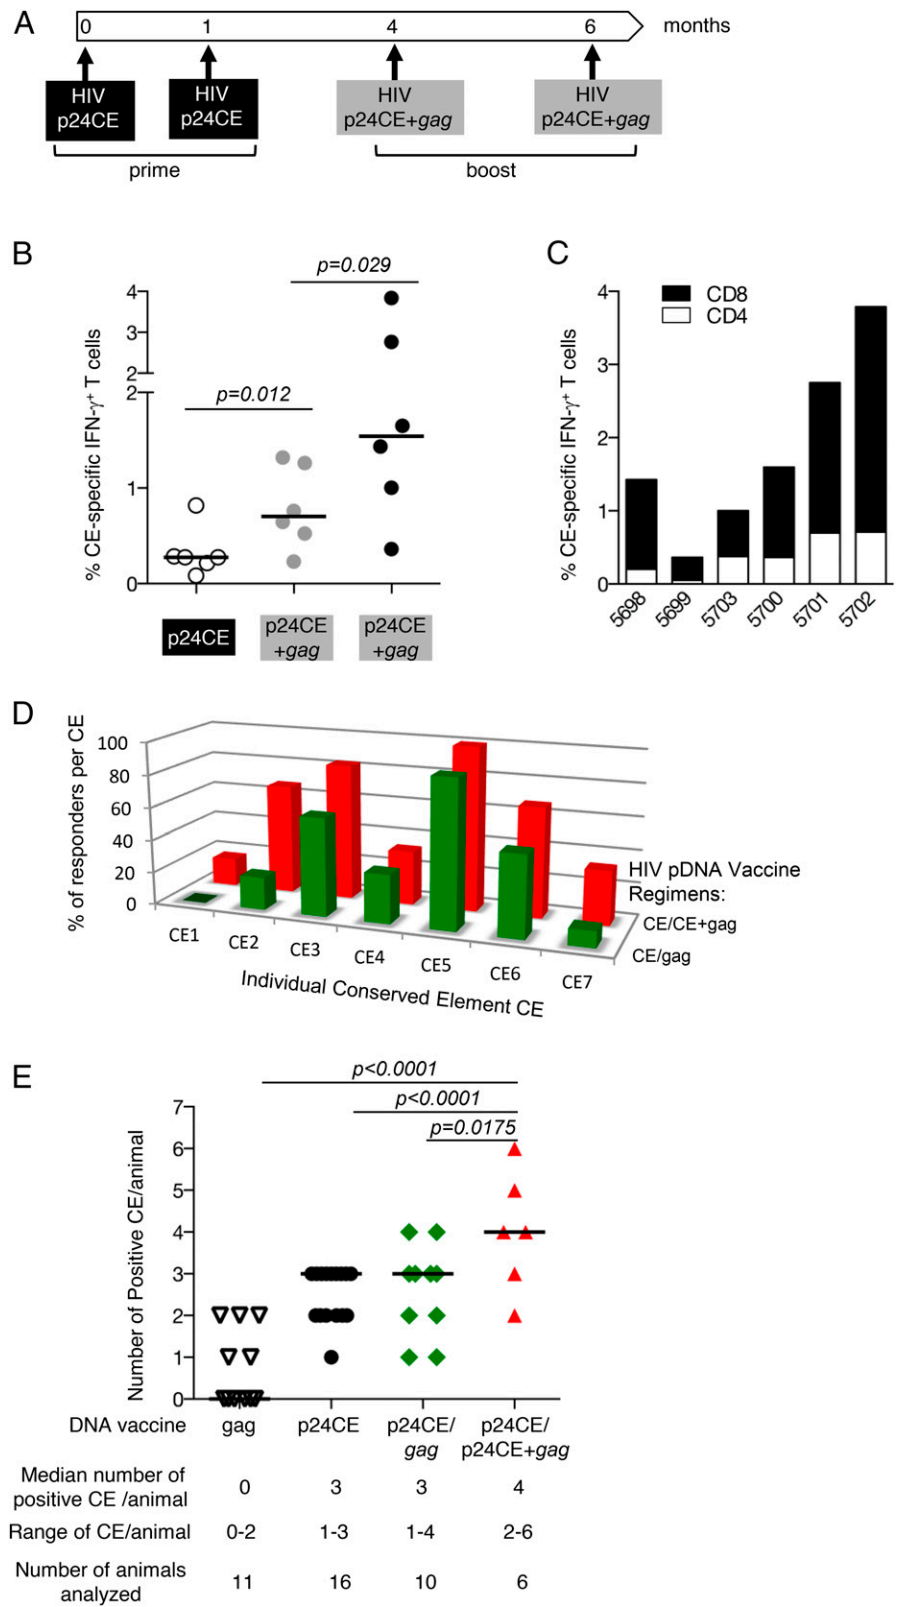 A
0 1 4 6 months
HIV HIV HIV HIV
p24CE p24CE p24CE+gag p24CE+gag
prime boost
B
p=0.029
p=0.012
% CE-specific IFN-γ+ T cells
4
3
2
2
1
0
p24CE p24CE p24CE
+gag +gag
C
CD8
CD4
% CE-specific IFN-γ+ T cells
4
3
2
1
0
5698 5699 5703 5700 5701 5702
D
% of responders per CE
100
80
60
40
20
0
CE1 CE2 CE3 CE4 CE5 CE6 CE7
Individual Conserved Element CE
HIV pDNA Vaccine
Regimens:
CE/CE+gag
CE/gag
E
p<0.0001
p<0.0001
p=0.0175
Number of Positive CE/animal
7
6
5
4
3
2
1
0
DNA vaccine gag p24CE p24CE/ p24CE/
gag p24CE+gag
Median number of
positive CE /animal 0 3 3 4
Range of CE/animal 0-2 1-3 1-4 2-6
Number of animals
analyzed 11 16 10 6